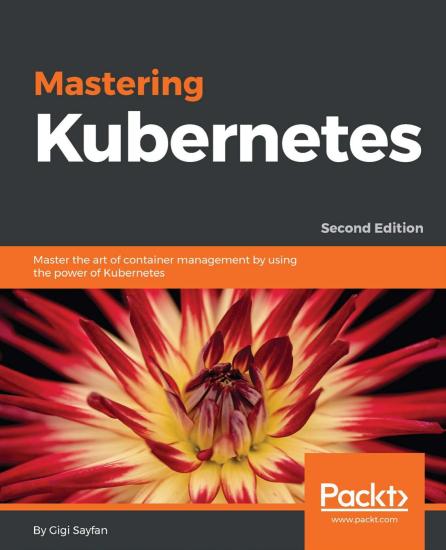 Mastering
Kubernetes
Second Edition
Master the art of container management by using
the power of Kubernetes
Packt>
www.packt.com
By Gigi Sayfan